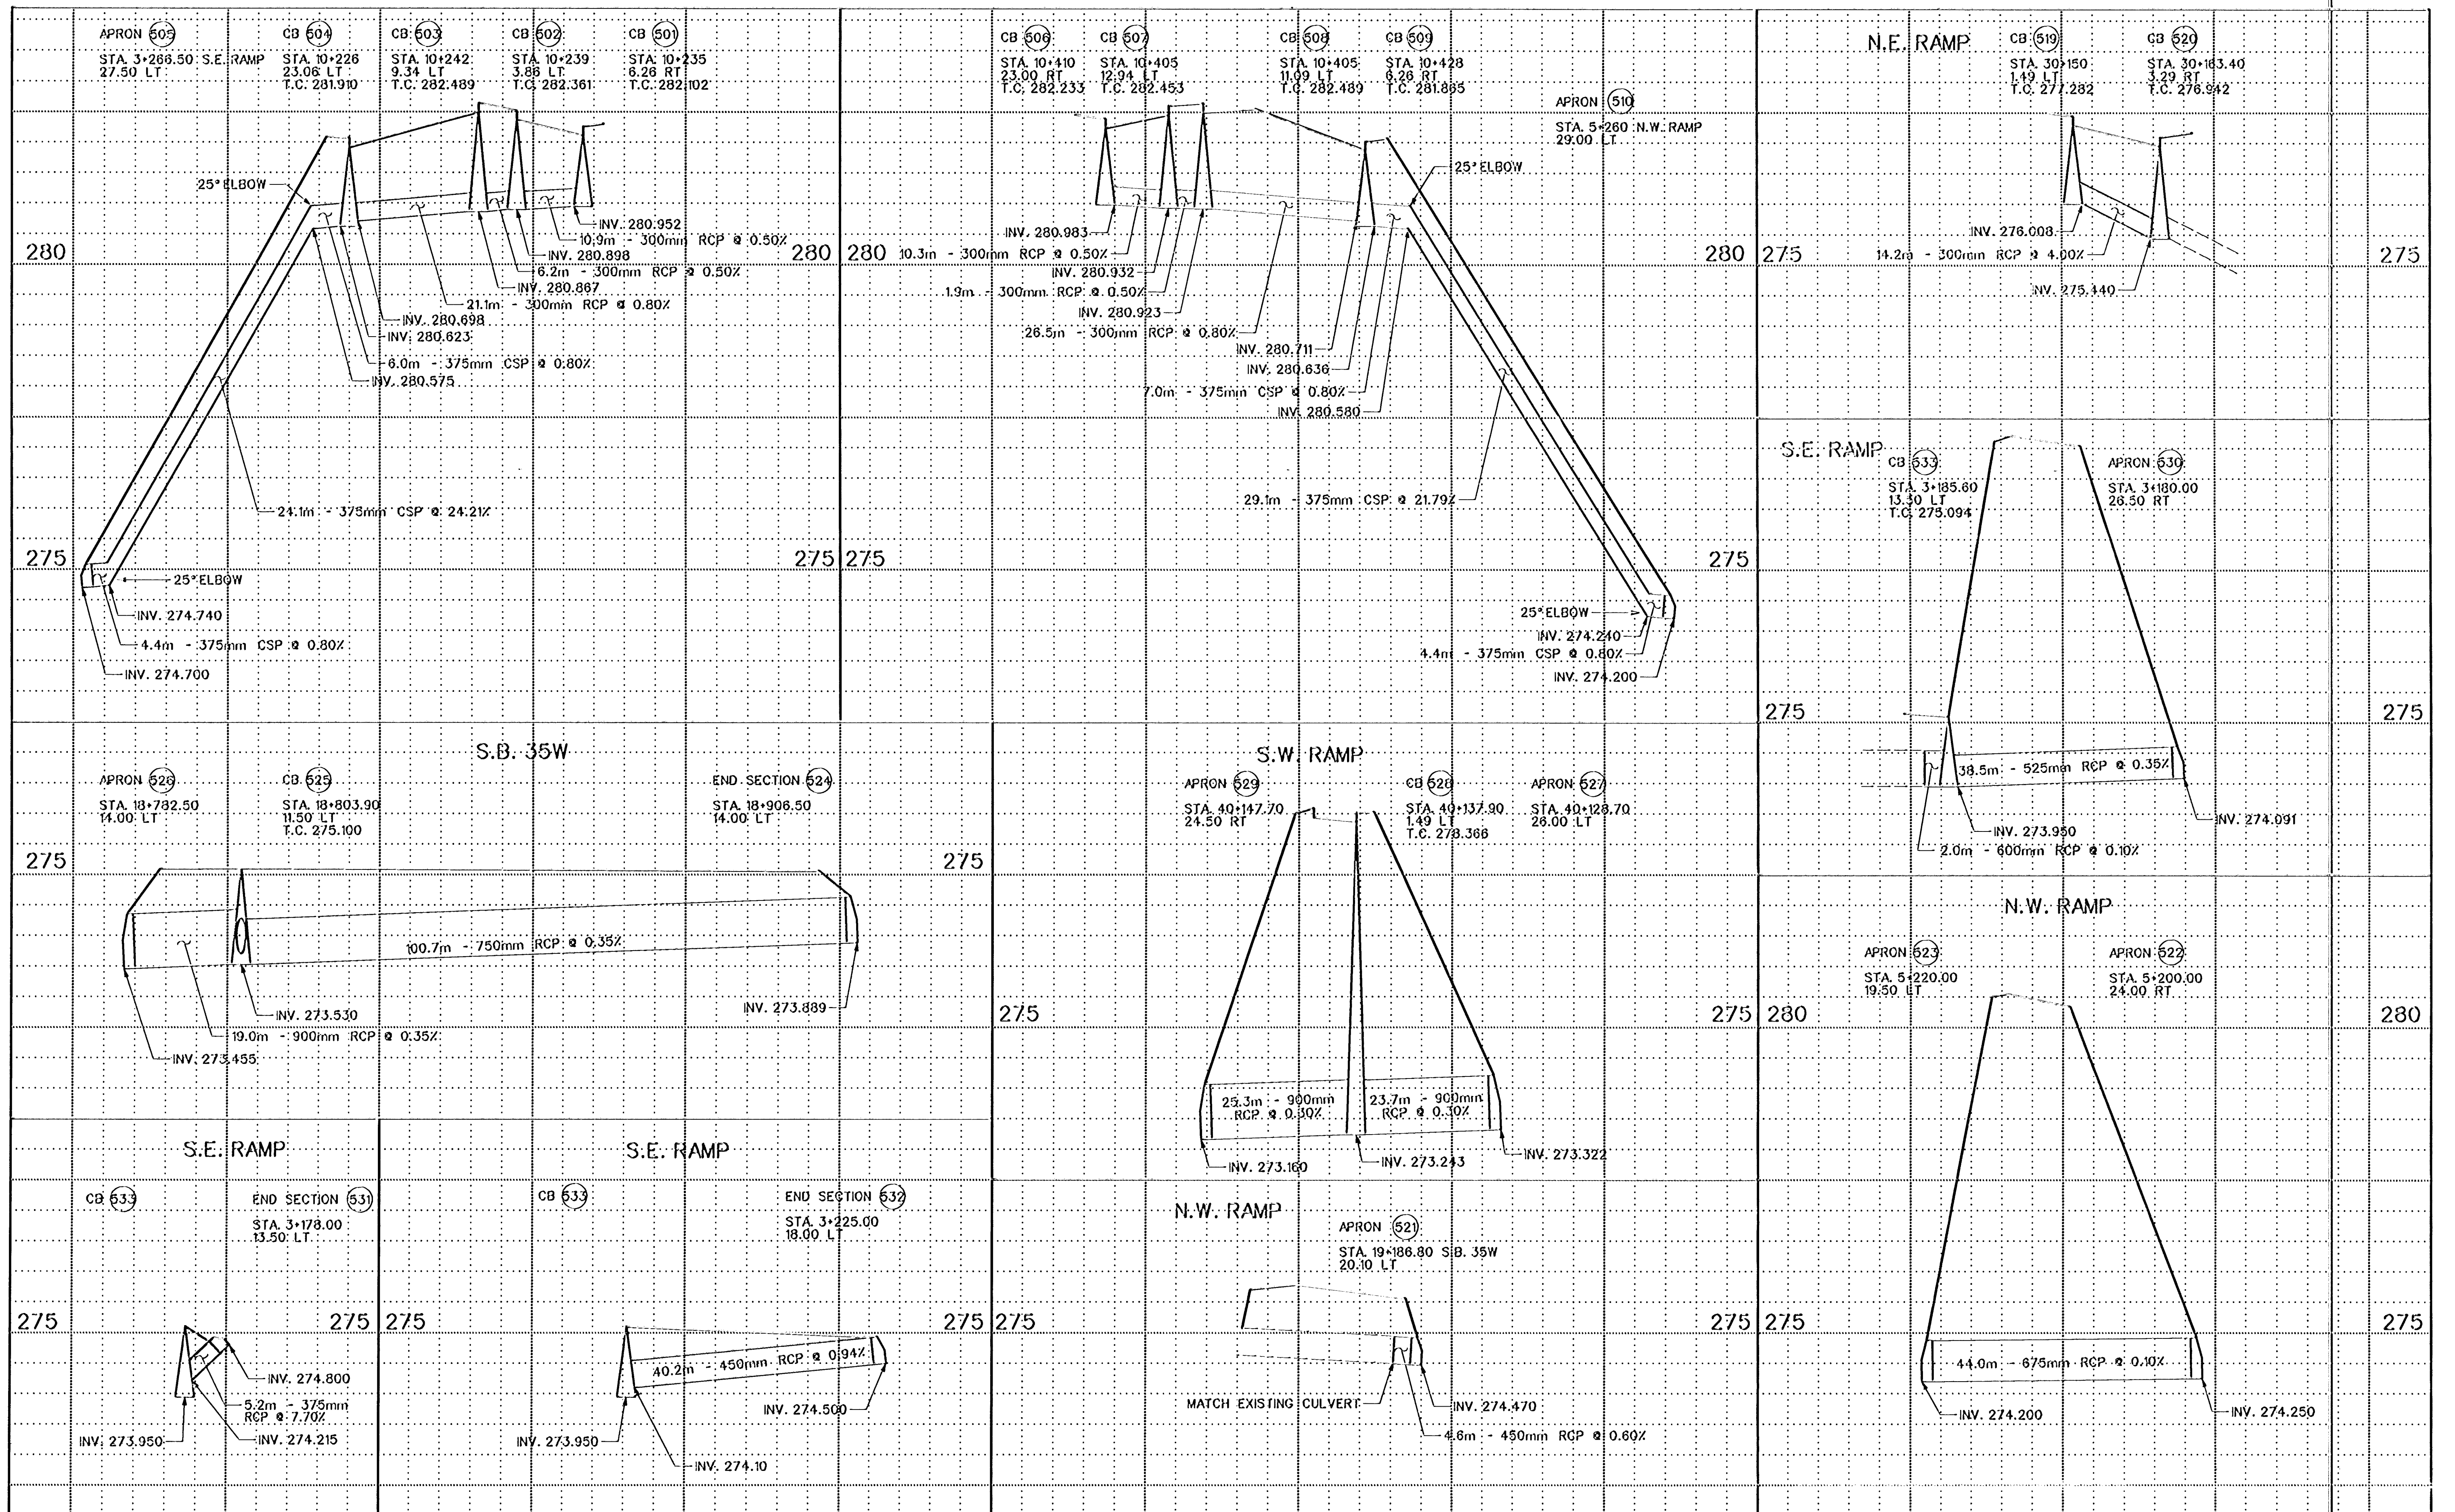 APRON 505
STA. 3+266.50 S.E. RAMP
27.50 LT
CB 504
STA. 10+226
23.06 LT
T.C. 281.910
CB 503
STA. 10+242
9.34 LT
T.C. 282.489
CB 502
STA. 10+239
3.86 LT
T.C. 282.361
CB 501
STA. 10+235
6.26 RT
T.C. 282.102
25° ELBOW
INV. 280.952
10.9m - 300mm RCP @ 0.50%
INV. 280.898
6.2m - 300mm RCP @ 0.50%
INV. 280.867
21.1m - 300mm RCP @ 0.80%
INV. 280.698
INV. 280.623
6.0m - 375mm CSP @ 0.80%
INV. 280.575
280
280
24.1m - 375mm CSP @ 24.21%
275
275
25° ELBOW
INV. 274.740
4.4m - 375mm CSP @ 0.80%
INV. 274.700
CB 506
STA. 10+410
23.00 RT
T.C. 282.233
CB 507
STA. 10+405
12.94 LT
T.C. 282.453
CB 508
STA. 10+405
11.09 LT
T.C. 282.489
CB 509
STA. 10+428
6.26 RT
T.C. 281.865
APRON 510
STA. 5+260 N.W. RAMP
29.00 LT
25° ELBOW
INV. 280.983
280
280
10.3m - 300mm RCP @ 0.50%
INV. 280.932
1.9m - 300mm RCP @ 0.50%
INV. 280.923
26.5m - 300mm RCP @ 0.80%
INV. 280.711
INV. 280.636
7.0m - 375mm CSP @ 0.80%
INV. 280.580
29.1m - 375mm CSP @ 21.79%
275
275
25° ELBOW
INV. 274.240
4.4m - 375mm CSP @ 0.80%
INV. 274.200
N.E. RAMP
CB 519
STA. 30+150
1.49 LT
T.C. 277.282
CB 520
STA. 30+163.40
3.29 RT
T.C. 276.942
INV. 276.008
275
275
14.2m - 300mm RCP @ 4.00%
INV. 275.440
S.E. RAMP
CB 533
STA. 3+185.60
13.50 LT
T.C. 275.094
APRON 530
STA. 3+180.00
26.50 RT
275
275
38.5m - 525mm RCP @ 0.35%
INV. 274.091
INV. 273.950
2.0m - 600mm RCP @ 0.10%
S.B. 35W
APRON 526
STA. 18+782.50
14.00 LT
CB 525
STA. 18+803.90
11.50 LT
T.C. 275.100
END SECTION 524
STA. 18+906.50
14.00 LT
275
275
100.7m - 750mm RCP @ 0.35%
INV. 273.889
INV. 273.530
19.0m - 900mm RCP @ 0.35%
INV. 273.455
S.W. RAMP
APRON 529
STA. 40+147.70
24.50 RT
CB 528
STA. 40+137.90
1.49 LT
T.C. 278.366
APRON 527
STA. 40+128.70
26.00 LT
275
275
25.3m - 900mm
RCP @ 0.30%
23.7m - 900mm
RCP @ 0.30%
INV. 273.160
INV. 273.243
INV. 273.322
N.W. RAMP
APRON 523
STA. 5+220.00
19.50 LT
APRON 522
STA. 5+200.00
24.00 RT
280
280
275
275
44.0m - 675mm RCP @ 0.10%
INV. 274.200
INV. 274.250
S.E. RAMP
CB 533
END SECTION 531
STA. 3+178.00
13.50 LT
275
275
INV. 274.800
5.2m - 375mm
RCP @ 7.70%
INV. 273.950
INV. 274.215
S.E. RAMP
CB 533
END SECTION 532
STA. 3+225.00
18.00 LT
275
275
40.2m - 450mm RCP @ 0.94%
INV. 274.500
INV. 273.950
INV. 274.10
N.W. RAMP
APRON 521
STA. 19+186.80 S.B. 35W
20.10 LT
275
275
MATCH EXISTING CULVERT
INV. 274.470
4.6m - 450mm RCP @ 0.60%